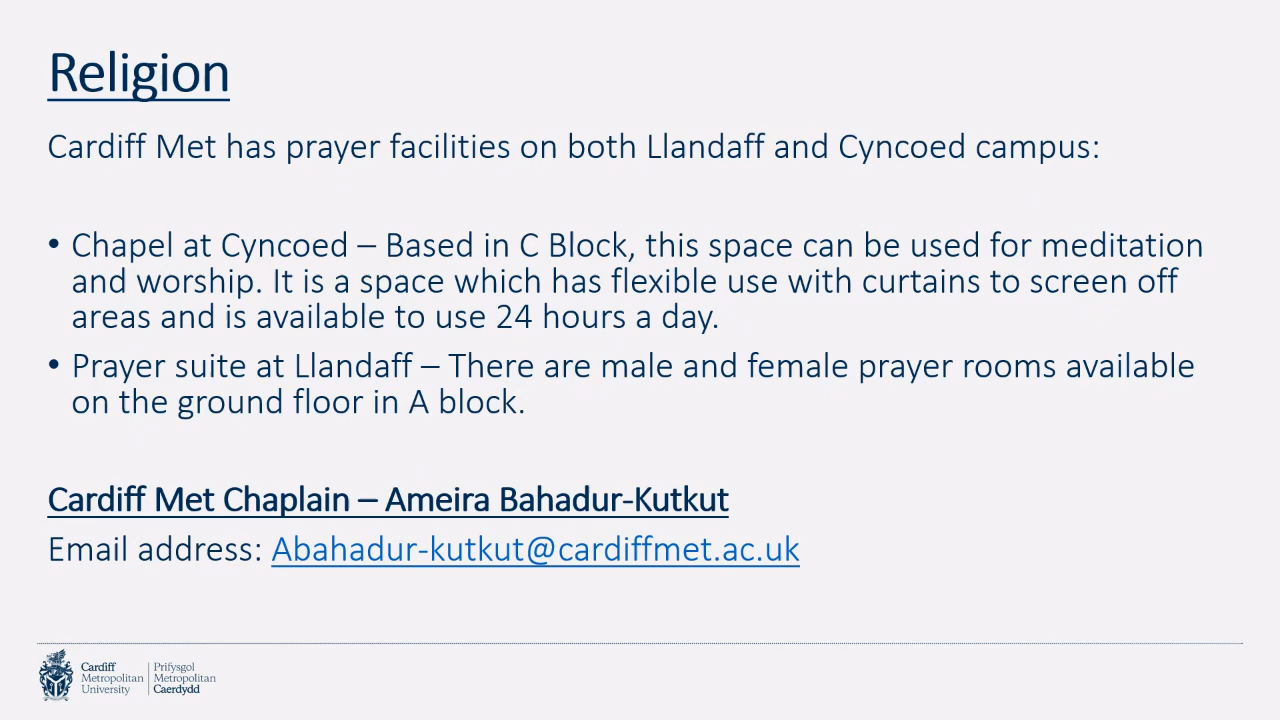 Religion
Cardiff Met has prayer facilities on both Llandaff and Cyncoed campus:
• Chapel at Cyncoed – Based in C Block, this space can be used for meditation
and worship. It is a space which has flexible use with curtains to screen off
areas and is available to use 24 hours a day.
• Prayer suite at Llandaff – There are male and female prayer rooms available
on the ground floor in A block.
Cardiff Met Chaplain – Ameira Bahadur-Kutkut
Email address: Abahadur-kutkut@cardiffmet.ac.uk
Cardiff
Metropolitan
University
Prifysgol
Metropolitan
Caerdydd